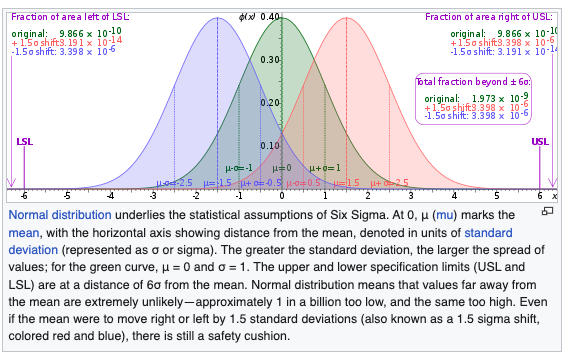 Fraction of area left of LSL:
original: 9.866 × 10-10
+ 1.5σ shift: 3.191 × 10-14
-1.5σ shift: 3.398 × 10-6
ϕ(x)
0.40
Fraction of area right of USL:
original: 9.866 × 10-10
+ 1.5σ shift: 3.398 × 10-6
-1.5σ shift: 3.191 × 10-14
0.30
Total fraction beyond ± 6σ:
original: 1.973 × 10-9
+ 1.5σ shift: 3.398 × 10-6
-1.5σ shift: 3.398 × 10-6
0.20
LSL
0.10
USL
μ-σ=-1 μ=0 μ+σ=1
μ-σ=-2.5 μ=-1.5 μ+σ=-0.5 μ-σ=0.5 μ=1.5 μ+σ=2.5
-6 -5 -4 -3 -2 -1 0 1 2 3 4 5 6 x
Normal distribution underlies the statistical assumptions of Six Sigma. At 0, μ (mu) marks the
mean, with the horizontal axis showing distance from the mean, denoted in units of standard
deviation (represented as σ or sigma). The greater the standard deviation, the larger the spread of
values; for the green curve, μ = 0 and σ = 1. The upper and lower specification limits (USL and
LSL) are at a distance of 6σ from the mean. Normal distribution means that values far away from
the mean are extremely unlikely—approximately 1 in a billion too low, and the same too high. Even
if the mean were to move right or left by 1.5 standard deviations (also known as a 1.5 sigma shift,
colored red and blue), there is still a safety cushion.